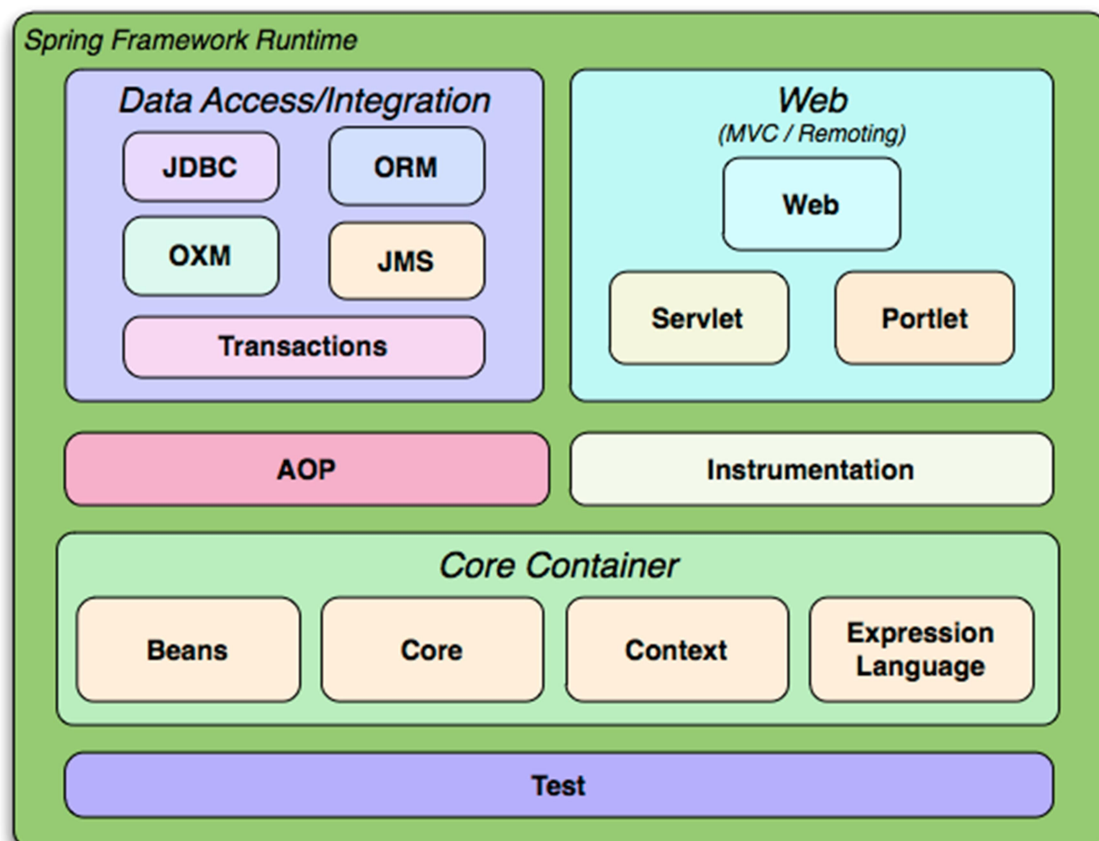 Spring Framework Runtime
Data Access/Integration
JDBC
ORM
OXM
JMS
Transactions
Web
(MVC / Remoting)
Web
Servlet
Portlet
AOP
Instrumentation
Core Container
Beans
Core
Context
Expression
Language
Test